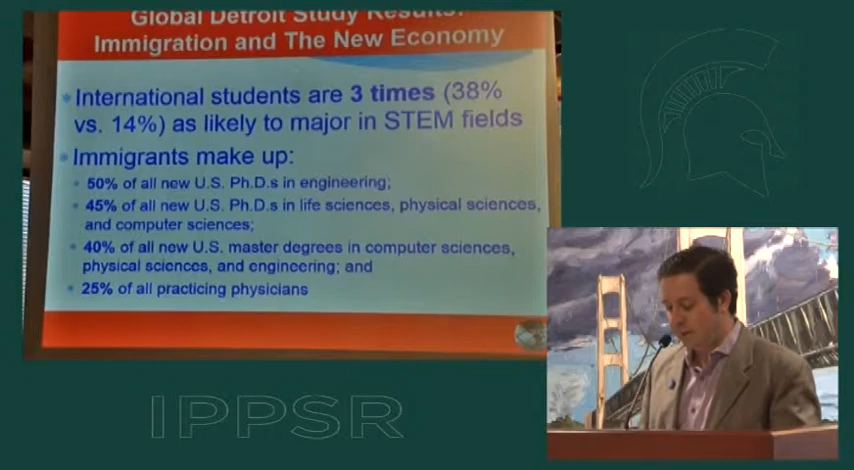 Global Detroit Study Results:
Immigration and The New Economy
International students are 3 times (38%
vs. 14%) as likely to major in STEM fields
Immigrants make up:
50% of all new U.S. Ph.D.s in engineering;
45% of all new U.S. Ph.D.s in life sciences, physical sciences,
and computer sciences;
40% of all new U.S. master degrees in computer sciences,
physical sciences, and engineering; and
25% of all practicing physicians
IPPSR